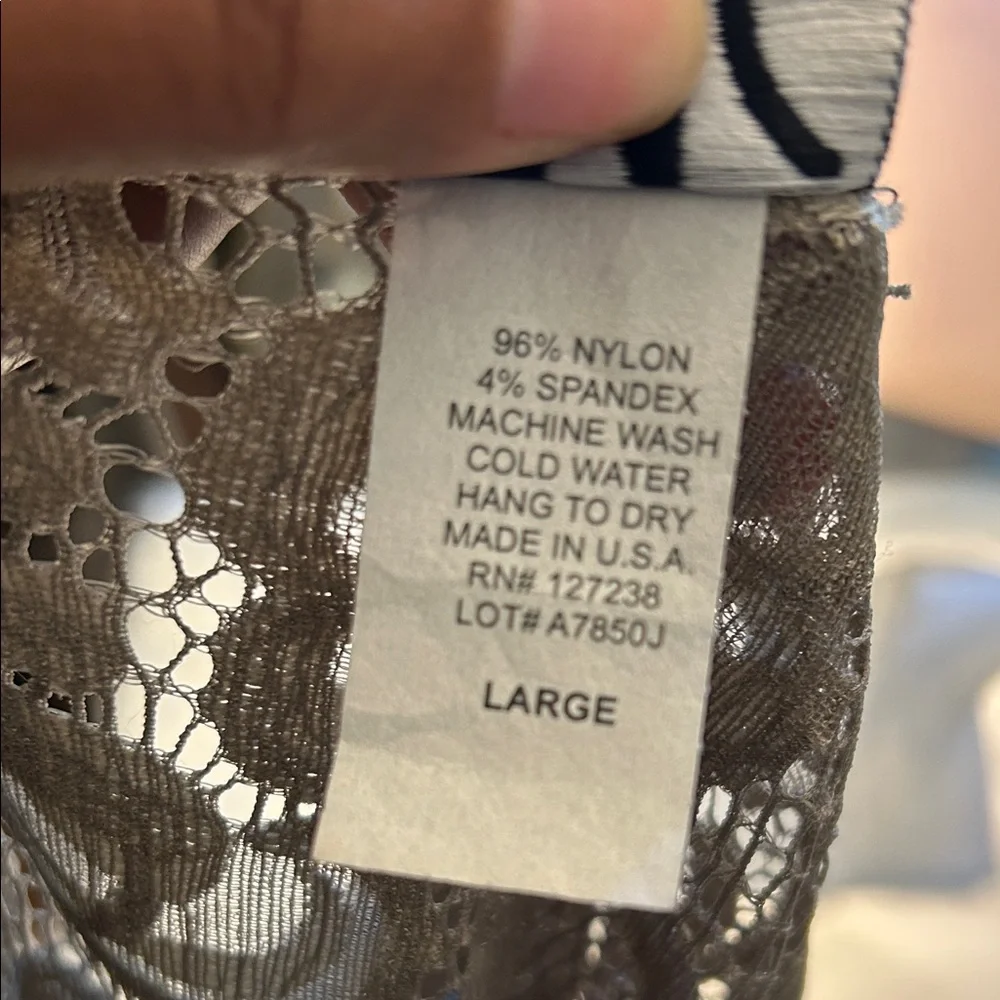 96% NYLON
4% SPANDEX
MACHINE WASH
COLD WATER
HANG TO DRY
MADE IN U.S.A.
RN# 127238
LOT# A7850J
LARGE